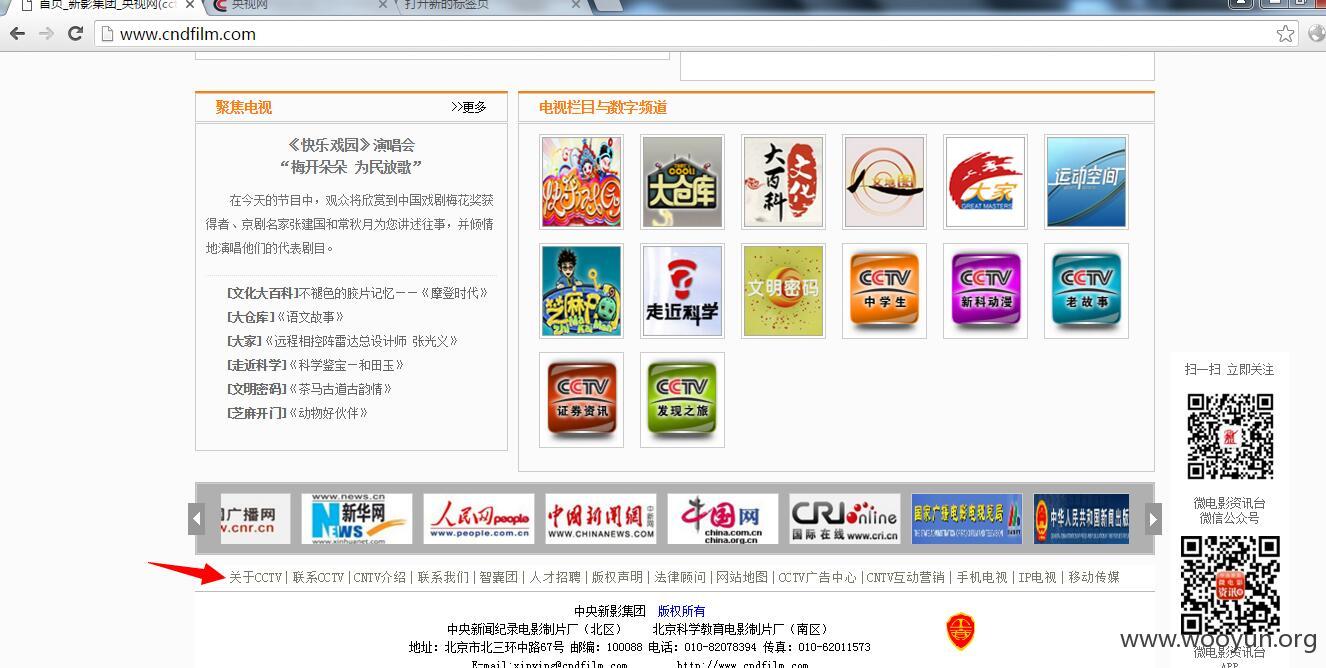 首页_新影集团_央视网(cc
央视网
打开新的标签页
www.cndfilm.com
聚焦电视
>>更多
《快乐戏园》演唱会
“梅开朵朵 为民放歌”
在今天的节目中，观众将欣赏到中国戏剧梅花奖获
得者、京剧名家张建国和常秋月为您讲述往事，并倾情
地演唱他们的代表剧目。
[文化大百科]不褪色的胶片记忆——《摩登时代》
[大仓库]《语文故事》
[大家]《远程相控阵雷达总设计师 张光义》
[走近科学]《科学鉴宝—和田玉》
[文明密码]《茶马古道古韵情》
[芝麻开门]《动物好伙伴》
电视栏目与数字频道
快乐戏园
大仓库
大百科 文化
人文地图
大家 GREAT MASTERS
运动空间
芝麻开门
走近科学
文明密码
CCTV 中学生
CCTV 新科动漫
CCTV 老故事
CCTV 证券资讯
CCTV 发现之旅
扫一扫 立即关注
微电影资讯台
微信公众号
广播网 w.cnr.cn
www.news.cn 新华网 NEWS www.xinhuanet.com
人民网 people www.people.com.cn
中国新闻网 中新网 WWW.CHINANEWS.COM
中国网 china.com.cn china.org.cn
CRI online 国际在线 www.cri.cn
国家广播电影电视总局
中华人民共和国新闻出版
关于CCTV | 联系CCTV | CNTV介绍 | 联系我们 | 智囊团 | 人才招聘 | 版权声明 | 法律顾问 | 网站地图 | CCTV广告中心 | CNTV互动营销 | 手机电视 | IP电视 | 移动传媒
中央新影集团 版权所有
中央新闻纪录电影制片厂（北区） 北京科学教育电影制片厂（南区）
地址：北京市北三环中路67号 邮编：100088 电话：010-82078394 传真：010-62011573
E-mail:xinxing@cndfilm.com http://www.cndfilm.com
微电影资讯台
APP
www.wooyun.org